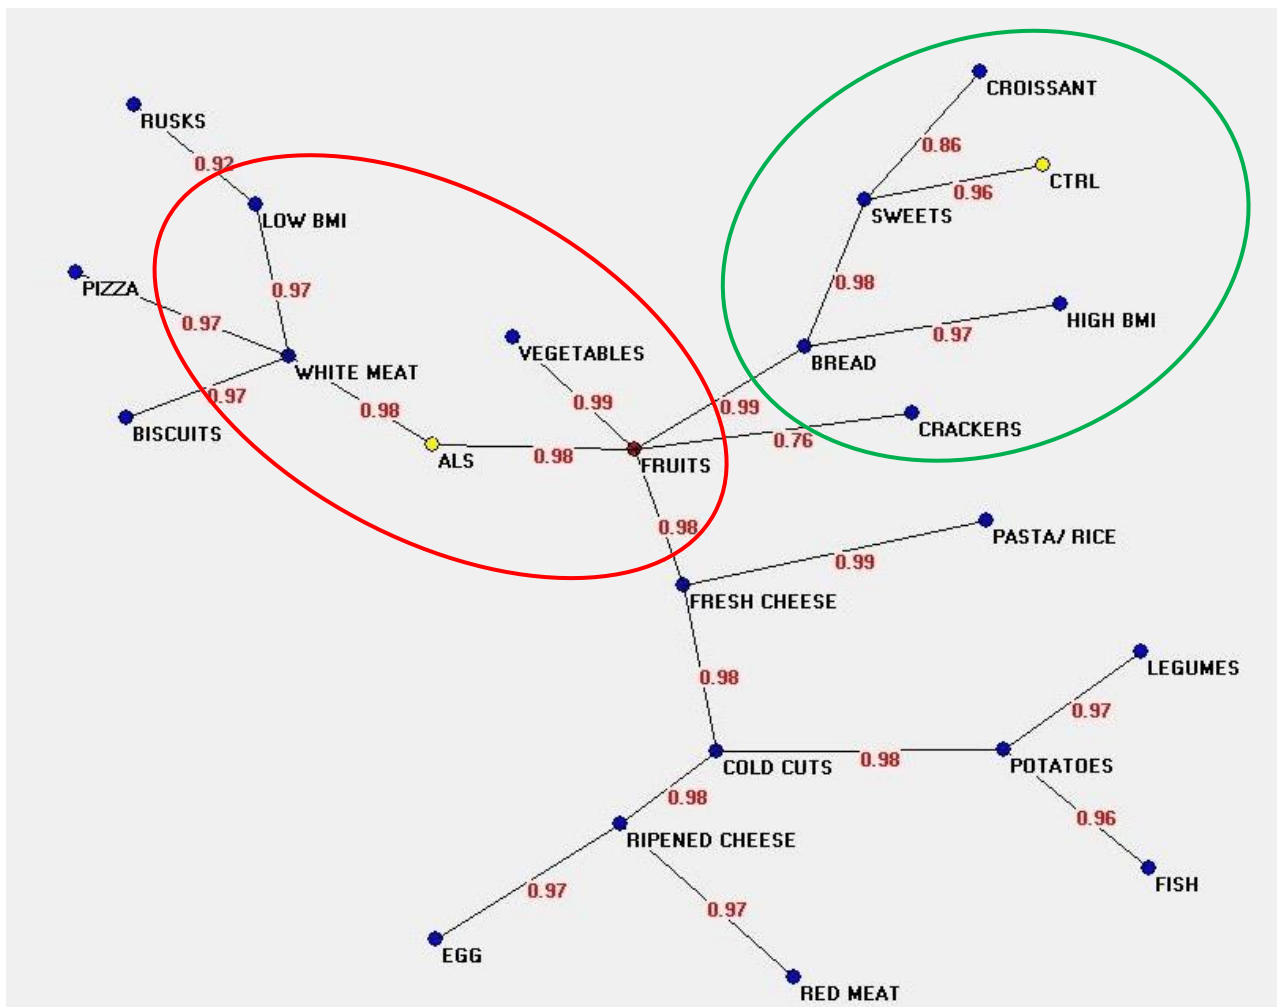 CROISSANT
RUSKS
0.86
0.92
CTRL
0.96
SWEETS
LOW BMI
0.98
0.97
PIZZA
HIGH BMI
0.97
0.97
VEGETABLES
BREAD
WHITE MEAT
0.97
0.99
0.99
0.98
BISCUITS
CRACKERS
0.76
0.98
ALS
FRUITS
0.98
PASTA/ RICE
0.99
FRESH CHEESE
LEGUMES
0.98
0.97
0.98
COLD CUTS
POTATOES
0.98
0.96
RIPENED CHEESE
FISH
0.97
0.97
EGG
RED MEAT